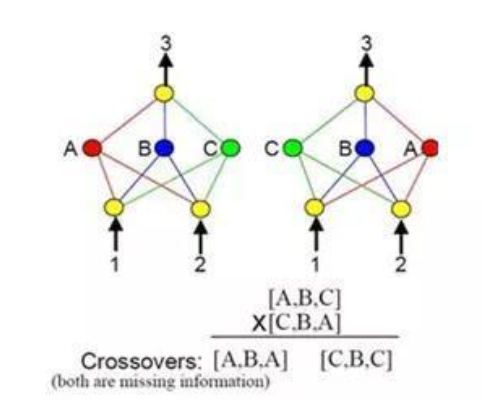 3 3
A B C C B A
1 2 1 2
[A,B,C]
X[C,B,A]
Crossovers: [A,B,A] [C,B,C]
(both are missing information)